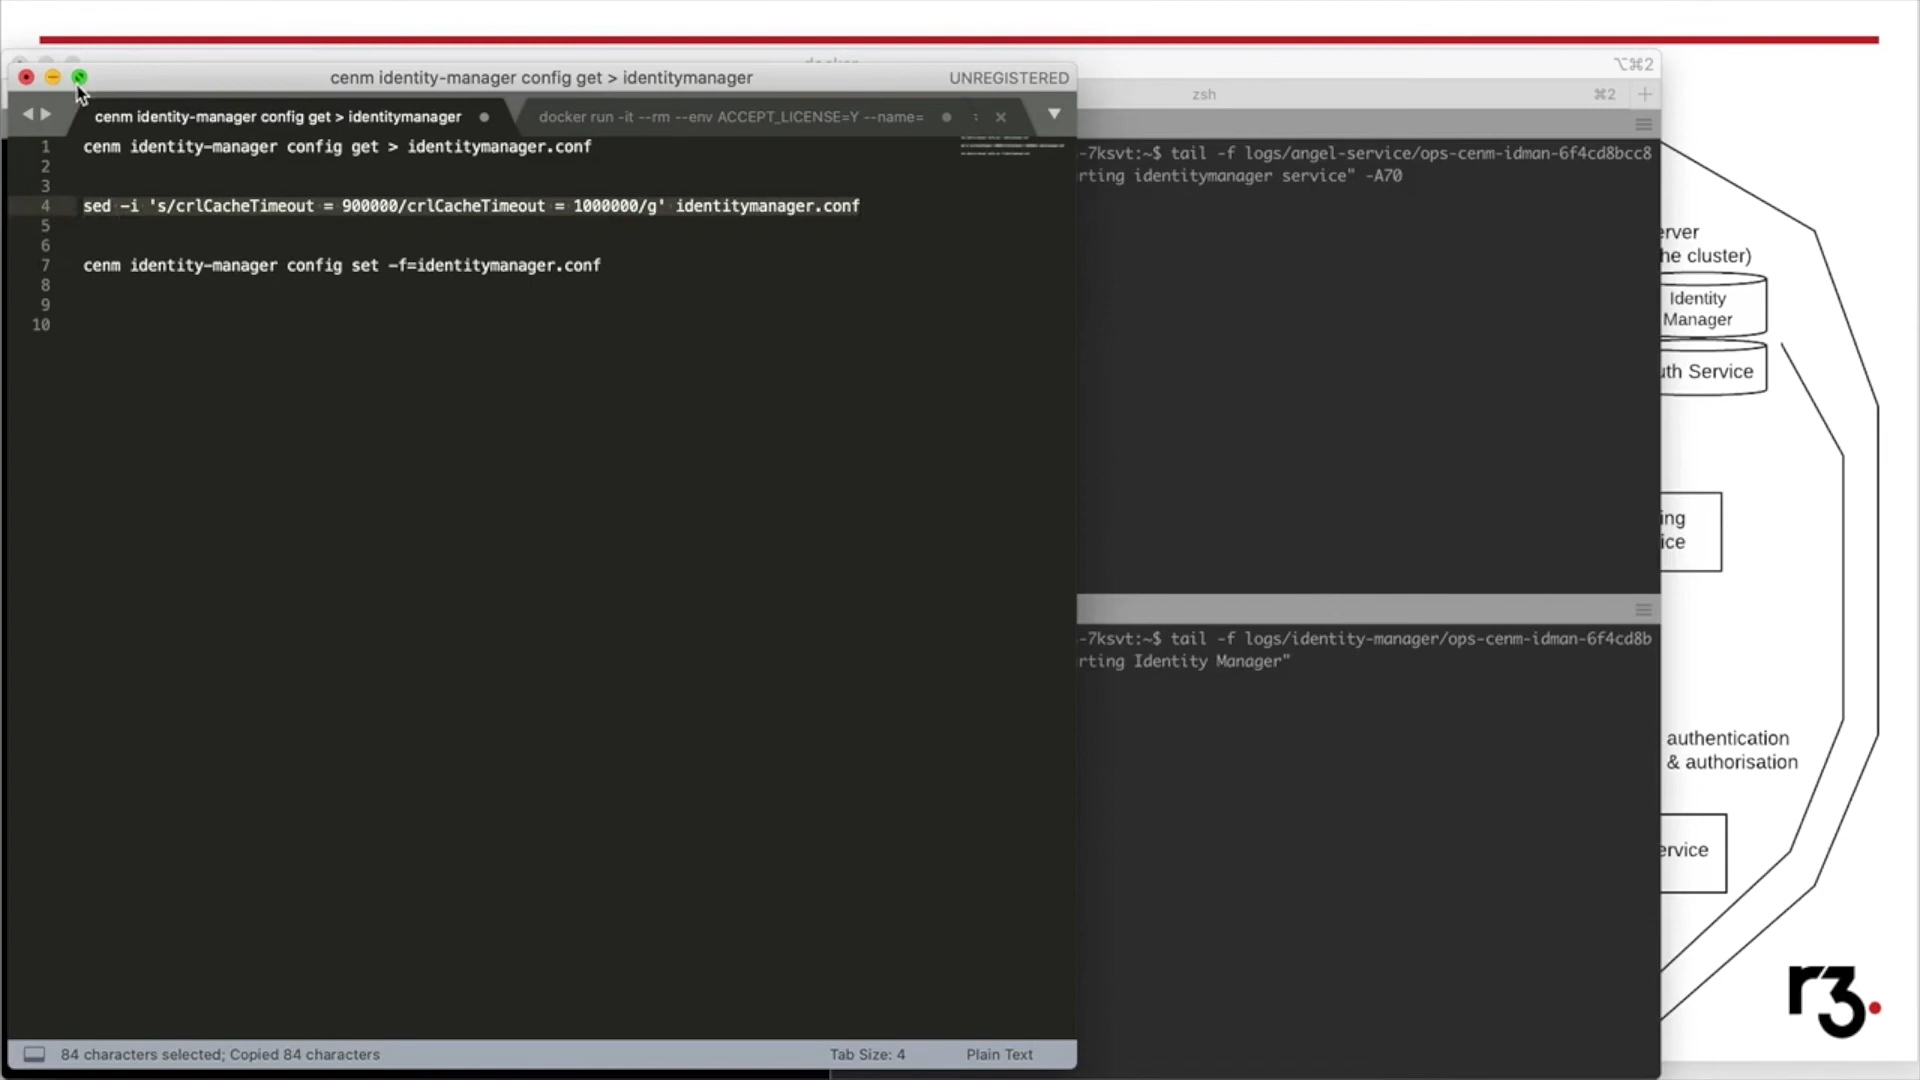 cenm identity-manager config get > identitymanager
UNREGISTERED
⌥⌘2
zsh
⌘2
cenm identity-manager config get > identitymanager
docker run -it --rm --env ACCEPT_LICENSE=Y --name=
1 cenm identity-manager config get > identitymanager.conf
2
3
4 sed -i 's/crlCacheTimeout = 900000/crlCacheTimeout = 1000000/g' identitymanager.conf
5
6
7 cenm identity-manager config set -f=identitymanager.conf
8
9
10
-7ksvt:~$ tail -f logs/angel-service/ops-cenm-idman-6f4cd8bcc8
rting identitymanager service" -A70
-7ksvt:~$ tail -f logs/identity-manager/ops-cenm-idman-6f4cd8b
rting Identity Manager"
erver
he cluster)
Identity
Manager
uth Service
ing
ice
authentication
& authorisation
ervice
r3.
84 characters selected; Copied 84 characters
Tab Size: 4
Plain Text